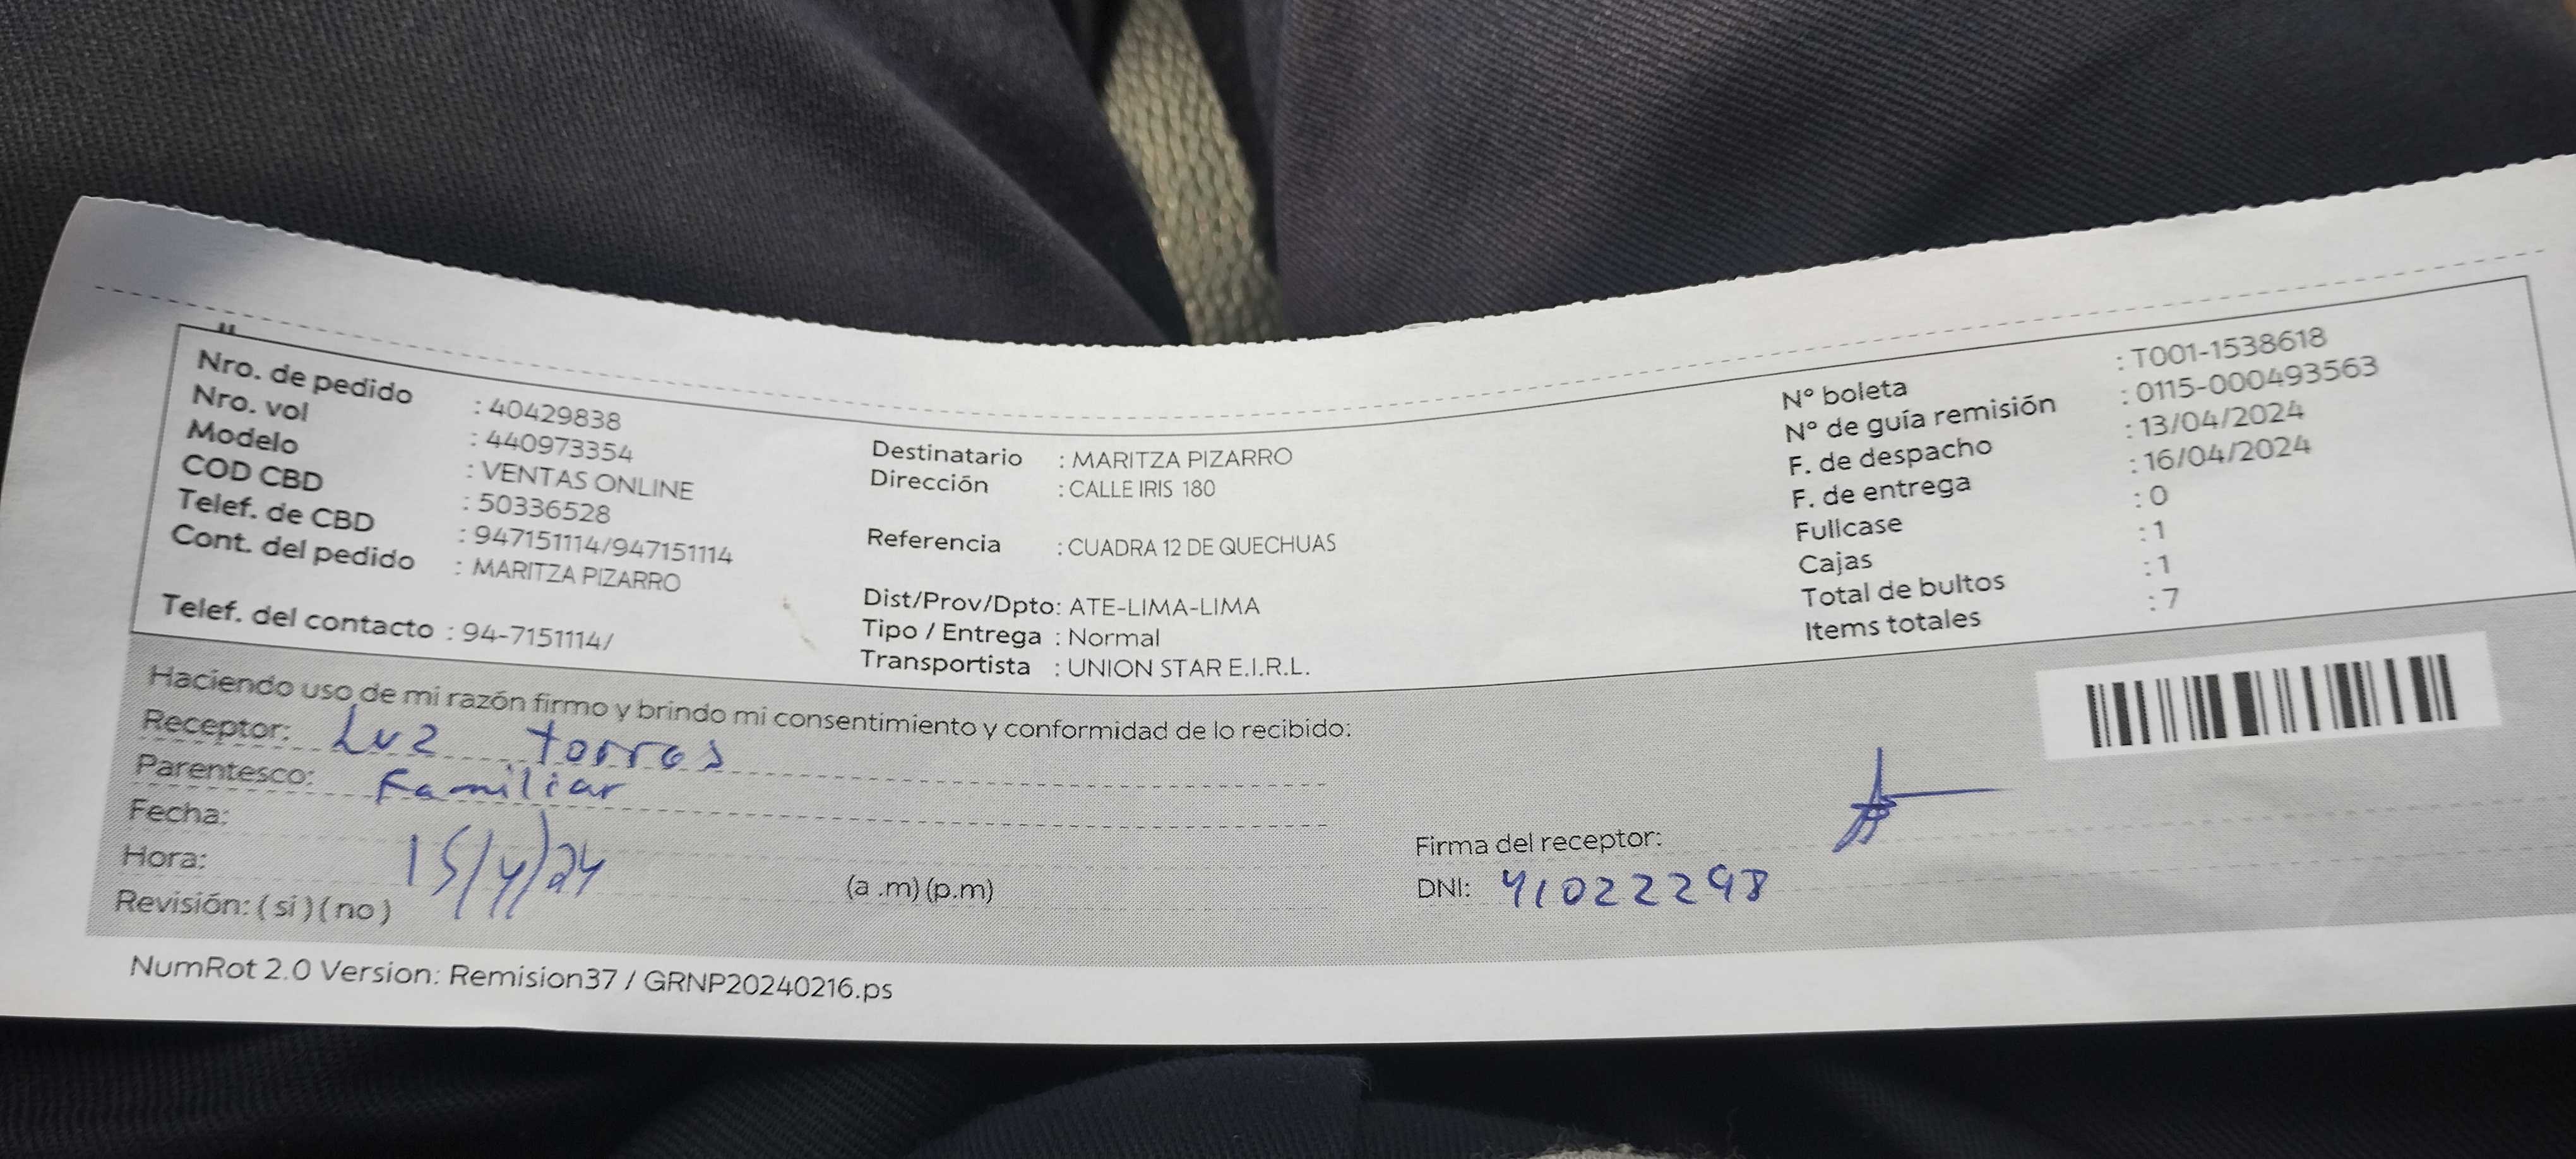 Nro. de pedido : 40429838
Nro. vol : 440973354
Modelo : VENTAS ONLINE
COD CBD : 50336528
Telef. de CBD : 947151114/947151114
Cont. del pedido : MARITZA PIZARRO
Telef. del contacto : 94-7151114/
Destinatario : MARITZA PIZARRO
Dirección : CALLE IRIS 180
Referencia : CUADRA 12 DE QUECHUAS
Dist/Prov/Dpto: ATE-LIMA-LIMA
Tipo / Entrega : Normal
Transportista : UNION STAR E.I.R.L.
N° boleta : T001-1538618
N° de guía remisión : 0115-000493563
F. de despacho : 13/04/2024
F. de entrega : 16/04/2024
Fullcase : 0
Cajas : 1
Total de bultos : 1
Items totales : 7
Haciendo uso de mi razón firmo y brindo mi consentimiento y conformidad de lo recibido:
Receptor: Luz torres
Parentesco: Familiar
Fecha: 15/4/24
Hora: (a .m) (p.m)
Revisión: ( si ) ( no )
Firma del receptor:
DNI: 41022298
NumRot 2.0 Version: Remision37 / GRNP20240216.ps